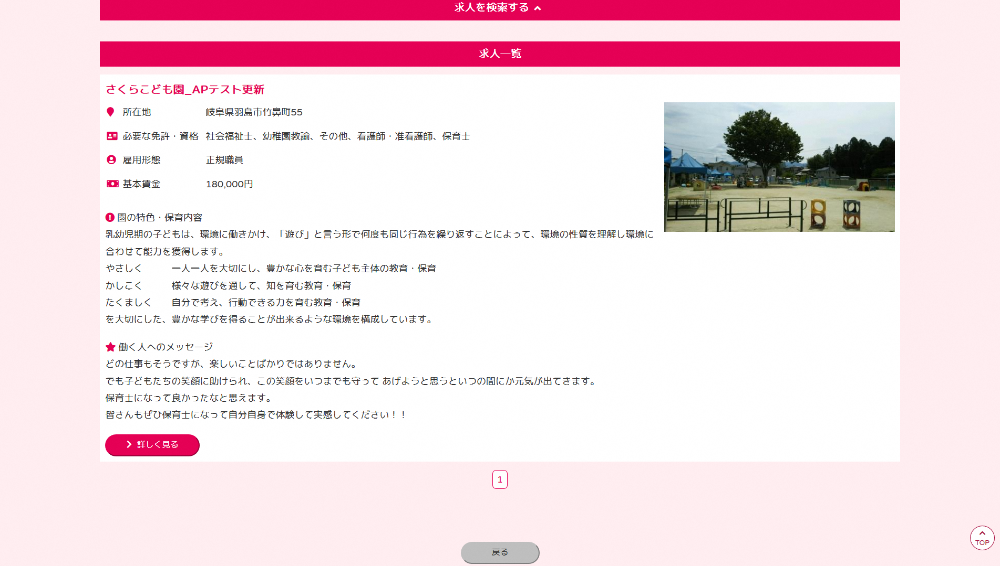 求人を検索する
求人一覧
さくらこども園_APテスト更新
所在地 岐阜県羽島市竹鼻町55
必要な免許・資格 社会福祉士、幼稚園教諭、その他、看護師・准看護師、保育士
雇用形態 正規職員
基本賃金 180,000円
園の特色・保育内容
乳幼児期の子どもは、環境に働きかけ、「遊び」と言う形で何度も同じ行為を繰り返すことによって、環境の性質を理解し環境に
合わせて能力を獲得します。
やさしく 一人一人を大切にし、豊かな心を育む子ども主体の教育・保育
かしこく 様々な遊びを通して、知を育む教育・保育
たくましく 自分で考え、行動できる力を育む教育・保育
を大切にした、豊かな学びを得ることが出来るような環境を構成しています。
働く人へのメッセージ
どの仕事もそうですが、楽しいことばかりではありません。
でも子どもたちの笑顔に助けられ、この笑顔をいつまでも守って あげようと思うといつの間にか元気が出てきます。
保育士になって良かったなと思えます。
皆さんもぜひ保育士になって自分自身で体験して実感してください！！
詳しく見る
1
TOP
戻る